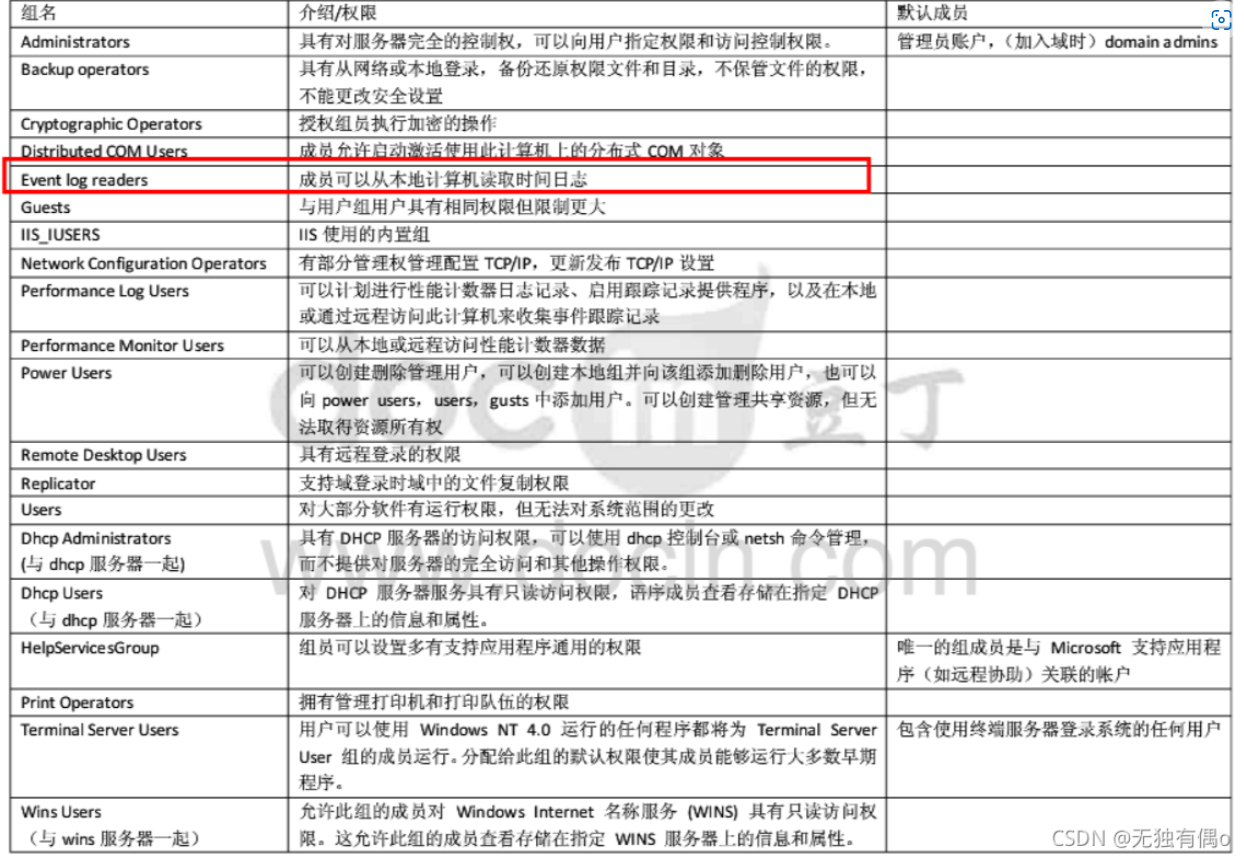 组名 介绍/权限 默认成员
Administrators 具有对服务器完全的控制权，可以向用户指定权限和访问控制权限。 管理员账户，（加入域时）domain admins
Backup operators 具有从网络或本地登录，备份还原权限文件和目录，不保管文件的权限，
不能更改安全设置
Cryptographic Operators 授权组员执行加密的操作
Distributed COM Users 成员允许启动激活使用此计算机上的分布式 COM 对象
Event log readers 成员可以从本地计算机读取时间日志
Guests 与用户组用户具有相同权限但限制更大
IIS_IUSERS IIS 使用的内置组
Network Configuration Operators 有部分管理权管理配置 TCP/IP，更新发布 TCP/IP 设置
Performance Log Users 可以计划进行性能计数器日志记录、启用跟踪记录提供程序，以及在本地
或通过远程访问此计算机来收集事件跟踪记录
Performance Monitor Users 可以从本地或远程访问性能计数器数据
Power Users 可以创建删除管理用户，可以创建本地组并向该组添加删除用户，也可以
向 power users，users，gusts 中添加用户。可以创建管理共享资源，但无
法取得资源所有权
Remote Desktop Users 具有远程登录的权限
Replicator 支持域登录时域中的文件复制权限
Users 对大部分软件有运行权限，但无法对系统范围的更改
Dhcp Administrators 具有 DHCP 服务器的访问权限，可以使用 dhcp 控制台或 netsh 命令管理，
(与 dhcp 服务器一起) 而不提供对服务器的完全访问和其他操作权限。
Dhcp Users 对 DHCP 服务器服务具有只读访问权限，语序成员查看存储在指定 DHCP
（与 dhcp 服务器一起） 服务器上的信息和属性。
HelpServicesGroup 组员可以设置多有支持应用程序通用的权限 唯一的组成员是与 Microsoft 支持应用程
序（如远程协助）关联的帐户
Print Operators 拥有管理打印机和打印队伍的权限
Terminal Server Users 用户可以使用 Windows NT 4.0 运行的任何程序都将为 Terminal Server 包含使用终端服务器登录系统的任何用户
User 组的成员运行。分配给此组的默认权限使其成员能够运行大多数早期
程序。
Wins Users 允许此组的成员对 Windows Internet 名称服务 (WINS) 具有只读访问权
（与 wins 服务器一起） 限。这允许此组的成员查看存储在指定 WINS 服务器上的信息和属性。
docin 豆丁
www.docin.com
CSDN @无独有偶o